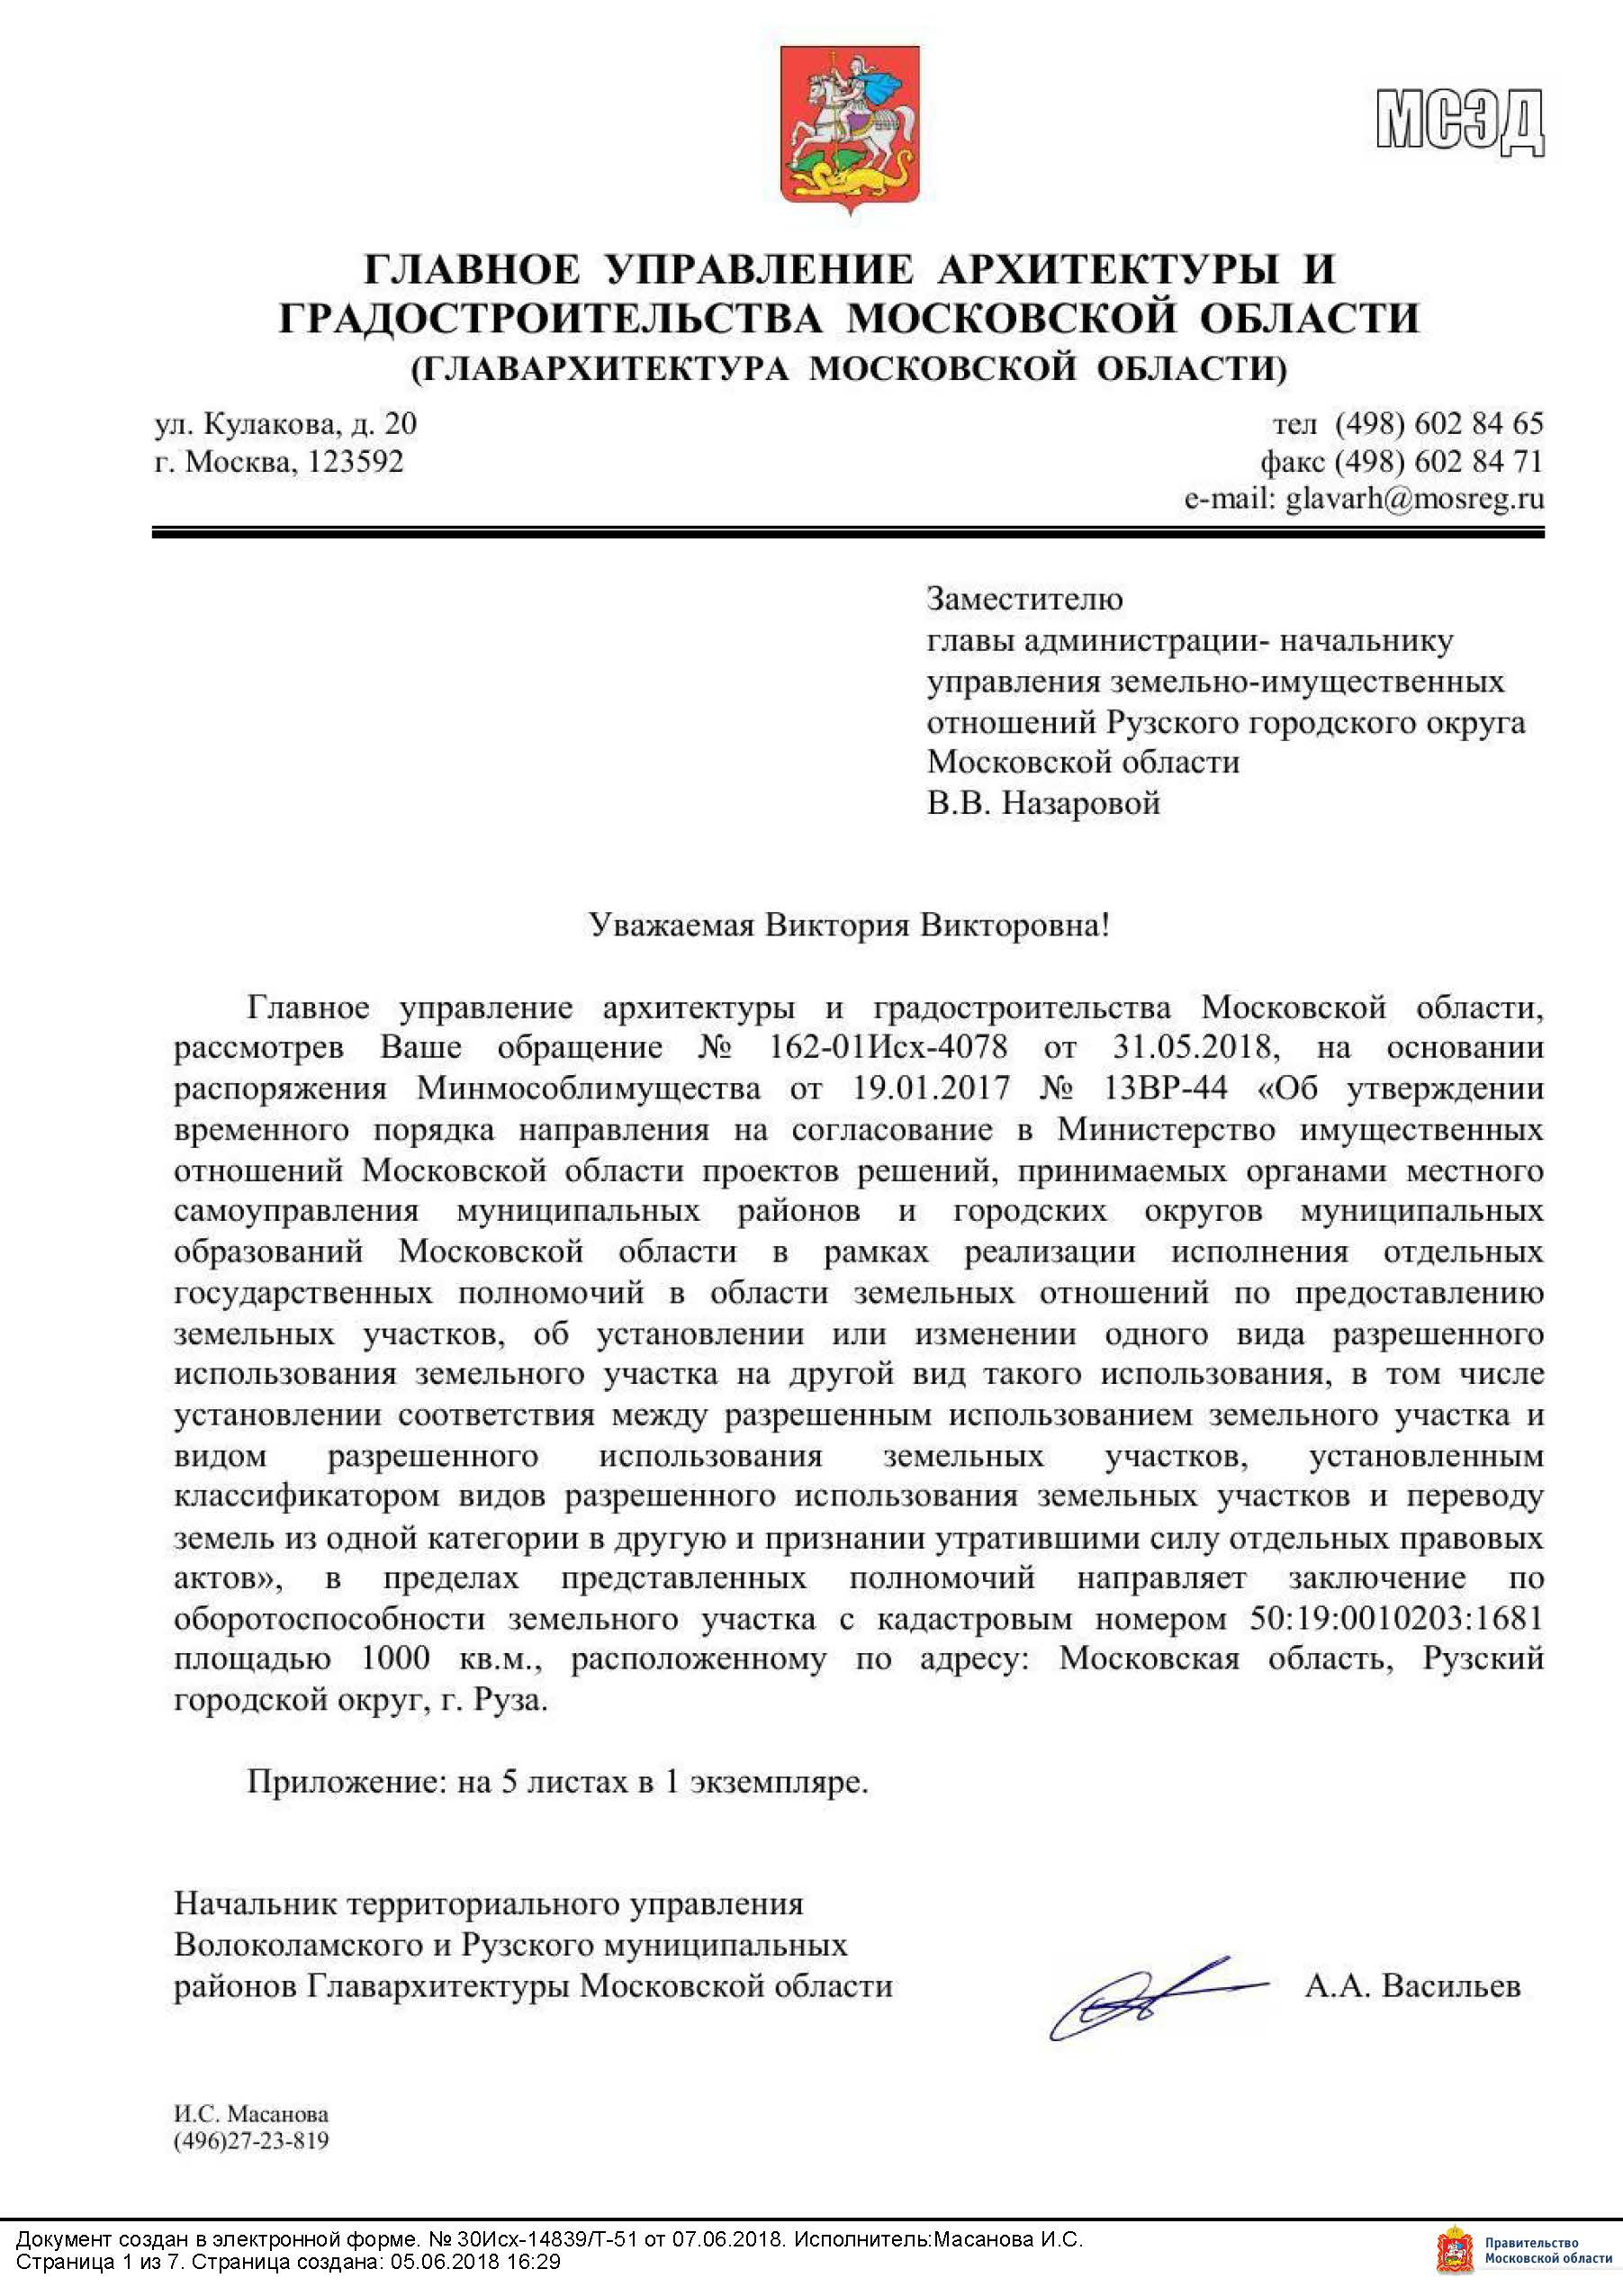 МСЭД
ГЛАВНОЕ УПРАВЛЕНИЕ АРХИТЕКТУРЫ И
ГРАДОСТРОИТЕЛЬСТВА МОСКОВСКОЙ ОБЛАСТИ
(ГЛАВАРХИТЕКТУРА МОСКОВСКОЙ ОБЛАСТИ)
ул. Кулакова, д. 20
г. Москва, 123592
тел (498) 602 84 65
факс (498) 602 84 71
e-mail: glavarh@mosreg.ru
Заместителю
главы администрации- начальнику
управления земельно-имущественных
отношений Рузского городского округа
Московской области
В.В. Назаровой
Уважаемая Виктория Викторовна!
Главное управление архитектуры и градостроительства Московской области,
рассмотрев Ваше обращение № 162-01Исх-4078 от 31.05.2018, на основании
распоряжения Минмособлимущества от 19.01.2017 № 13ВР-44 «Об утверждении
временного порядка направления на согласование в Министерство имущественных
отношений Московской области проектов решений, принимаемых органами местного
самоуправления муниципальных районов и городских округов муниципальных
образований Московской области в рамках реализации исполнения отдельных
государственных полномочий в области земельных отношений по предоставлению
земельных участков, об установлении или изменении одного вида разрешенного
использования земельного участка на другой вид такого использования, в том числе
установлении соответствия между разрешенным использованием земельного участка и
видом разрешенного использования земельных участков, установленным
классификатором видов разрешенного использования земельных участков и переводу
земель из одной категории в другую и признании утратившими силу отдельных правовых
актов», в пределах представленных полномочий направляет заключение по
оборотоспособности земельного участка с кадастровым номером 50:19:0010203:1681
площадью 1000 кв.м., расположенному по адресу: Московская область, Рузский
городской округ, г. Руза.
Приложение: на 5 листах в 1 экземпляре.
Начальник территориального управления
Волоколамского и Рузского муниципальных
районов Главархитектуры Московской области
А.А. Васильев
И.С. Масанова
(496)27-23-819
Документ создан в электронной форме. № 30Исх-14839/Т-51 от 07.06.2018. Исполнитель:Масанова И.С.
Страница 1 из 7. Страница создана: 05.06.2018 16:29
Правительство
Московской области